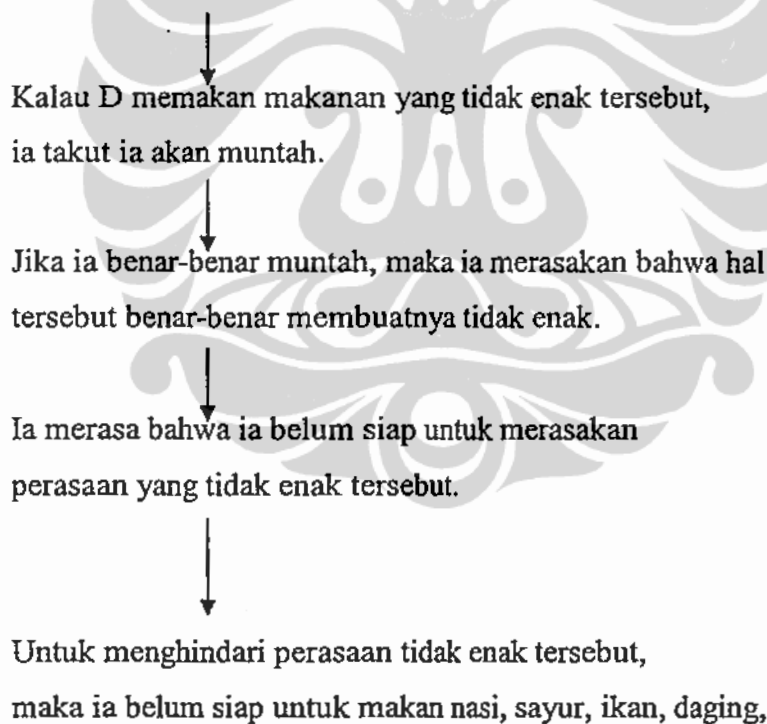 Kalau D memakan makanan yang tidak enak tersebut,
ia takut ia akan muntah.
Jika ia benar-benar muntah, maka ia merasakan bahwa hal
tersebut benar-benar membuatnya tidak enak.
Ia merasa bahwa ia belum siap untuk merasakan
perasaan yang tidak enak tersebut.
Untuk menghindari perasaan tidak enak tersebut,
maka ia belum siap untuk makan nasi, sayur, ikan, daging,